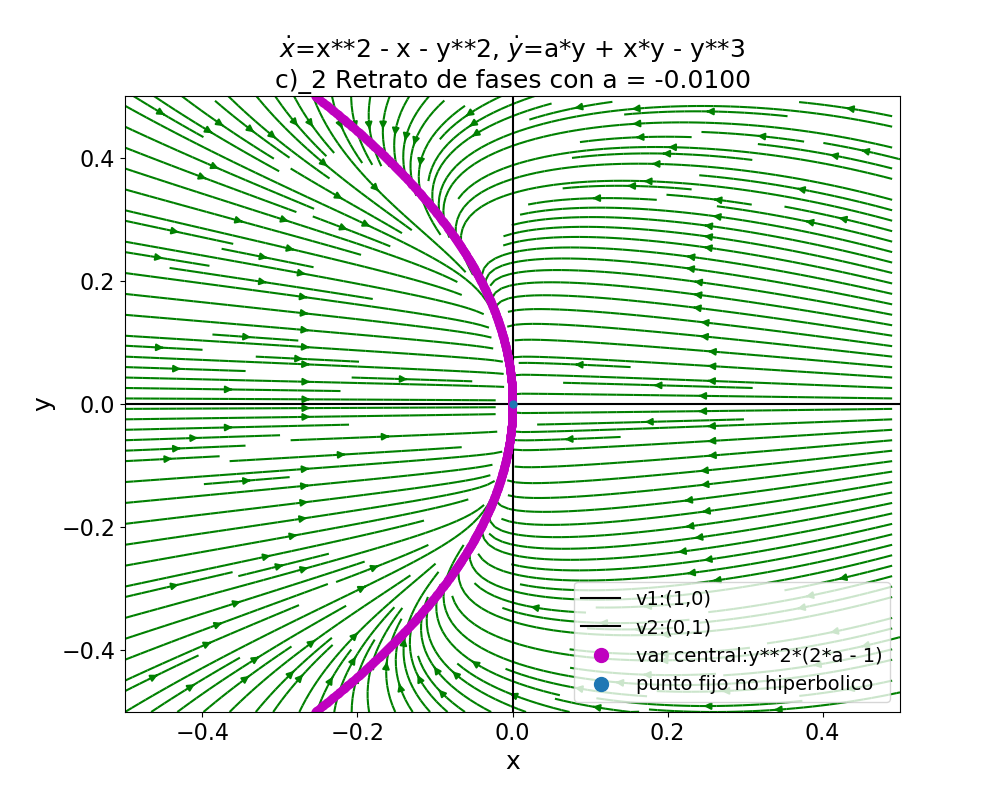 ẋ=x**2 - x - y**2, ẏ=a*y + x*y - y**3
c)_2 Retrato de fases con a = -0.0100
0.4
0.2
0.0
−0.2
−0.4
y
v1:(1,0)
v2:(0,1)
var central:y**2*(2*a - 1)
punto fijo no hiperbolico
−0.4 −0.2 0.0 0.2 0.4
x